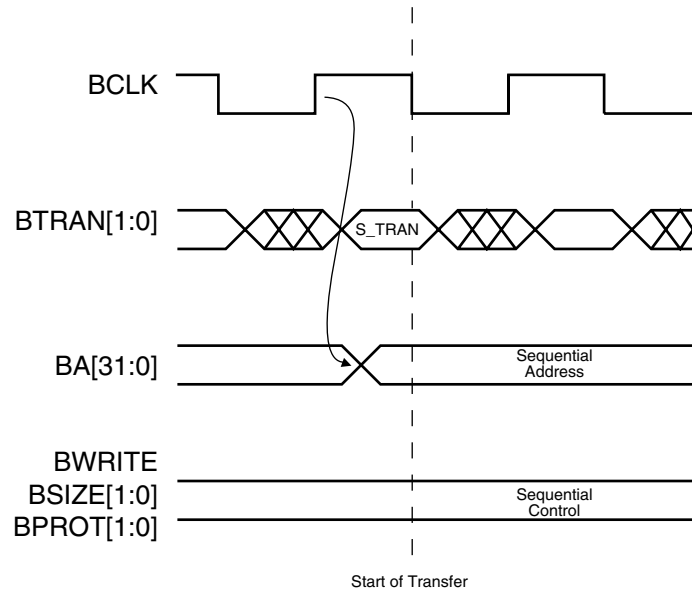 BCLK
BTRAN[1:0]
S_TRAN
BA[31:0]
Sequential
Address
BWRITE
BSIZE[1:0]
BPROT[1:0]
Sequential
Control
Start of Transfer